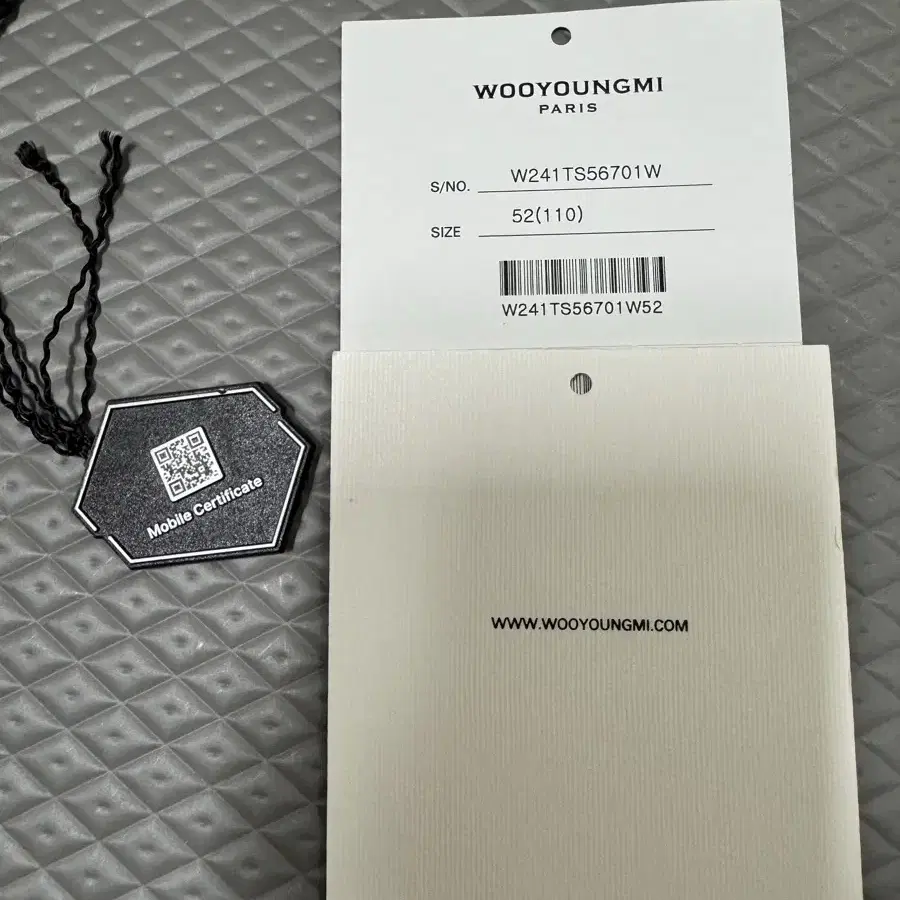 WOOYOUNGMI
PARIS
S/NO. W241TS56701W
SIZE 52(110)
W241TS56701W52
Mobile Certificate
WWW.WOOYOUNGMI.COM